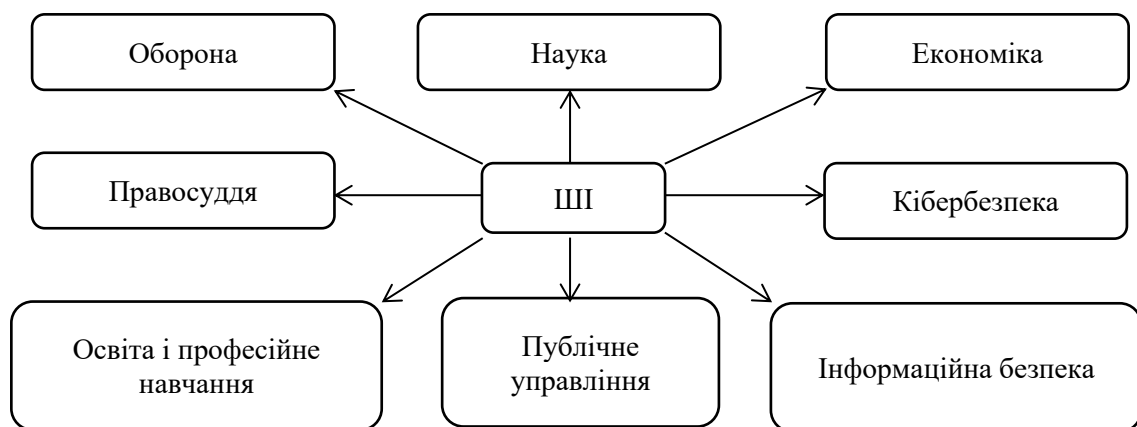 Оборона
Наука
Економіка
Правосуддя
ШІ
Кібербезпека
Освіта і професійне
навчання
Публічне
управління
Інформаційна безпека